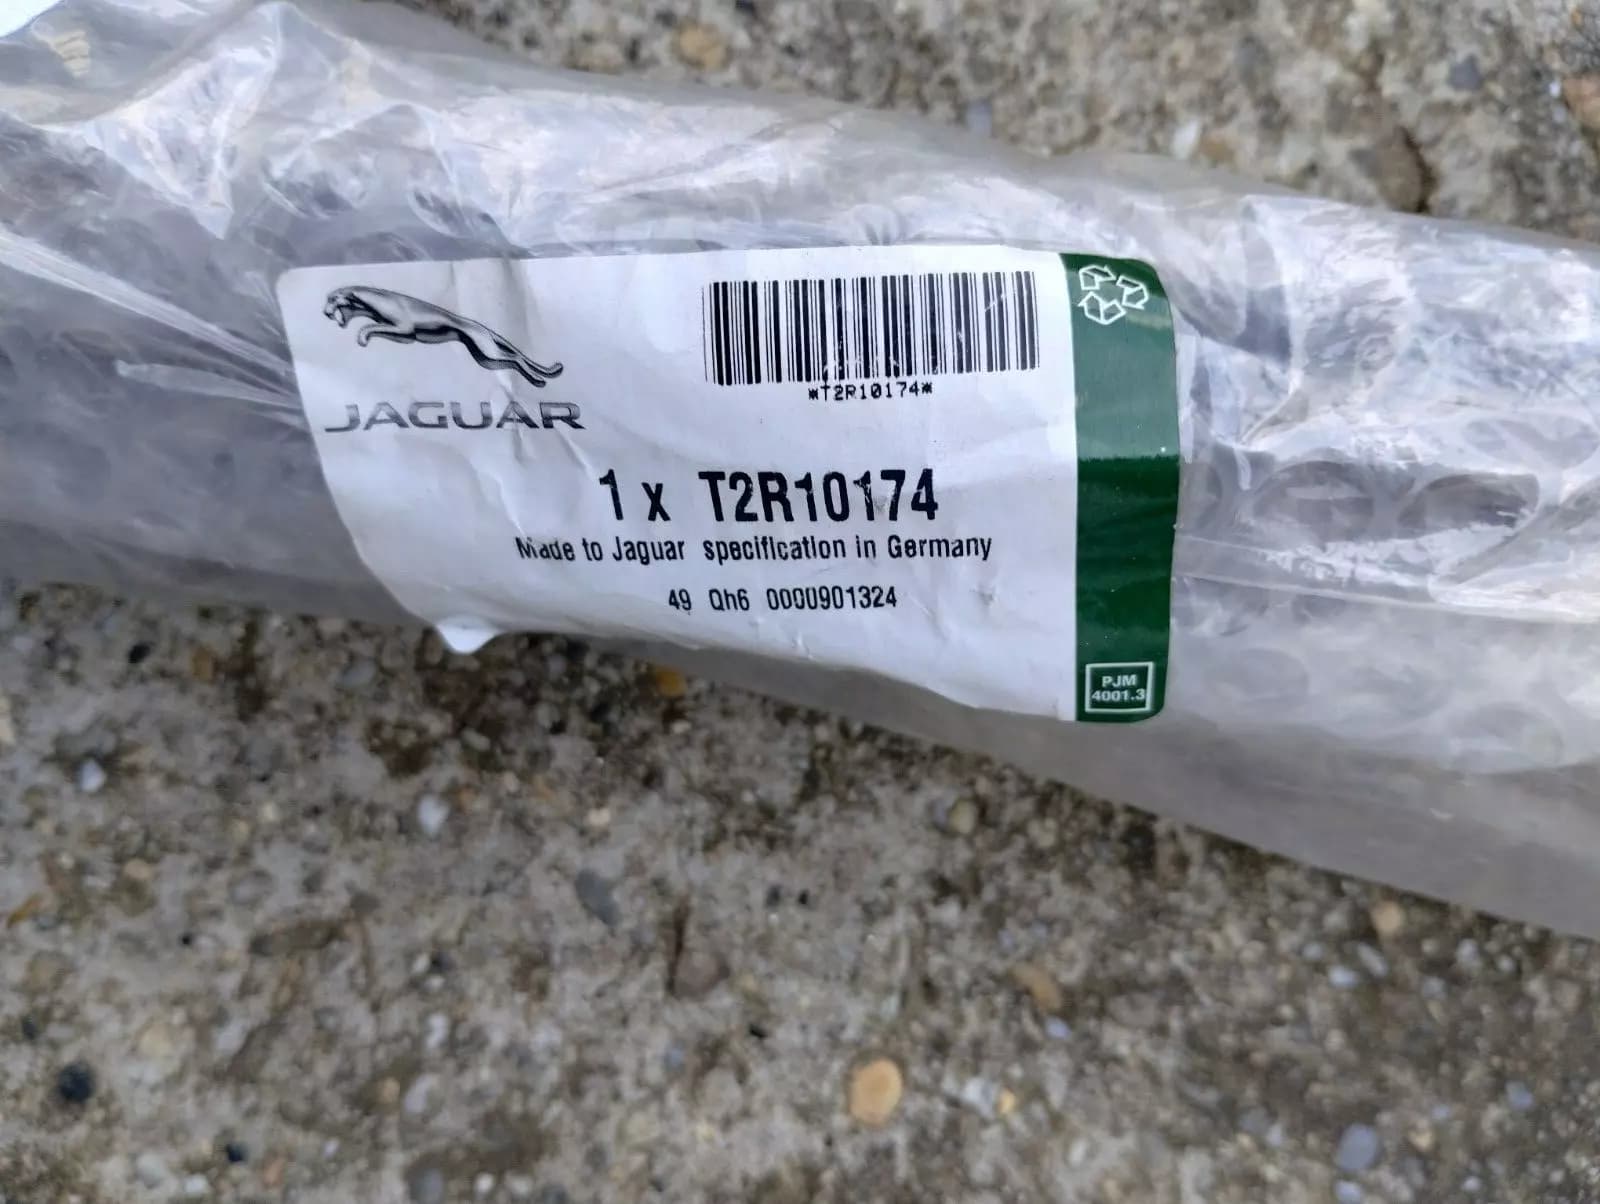 JAGUAR
*T2R10174*
1 x T2R10174
Made to Jaguar specification in Germany
49 Qh6 0000901324
PJM
4001.3